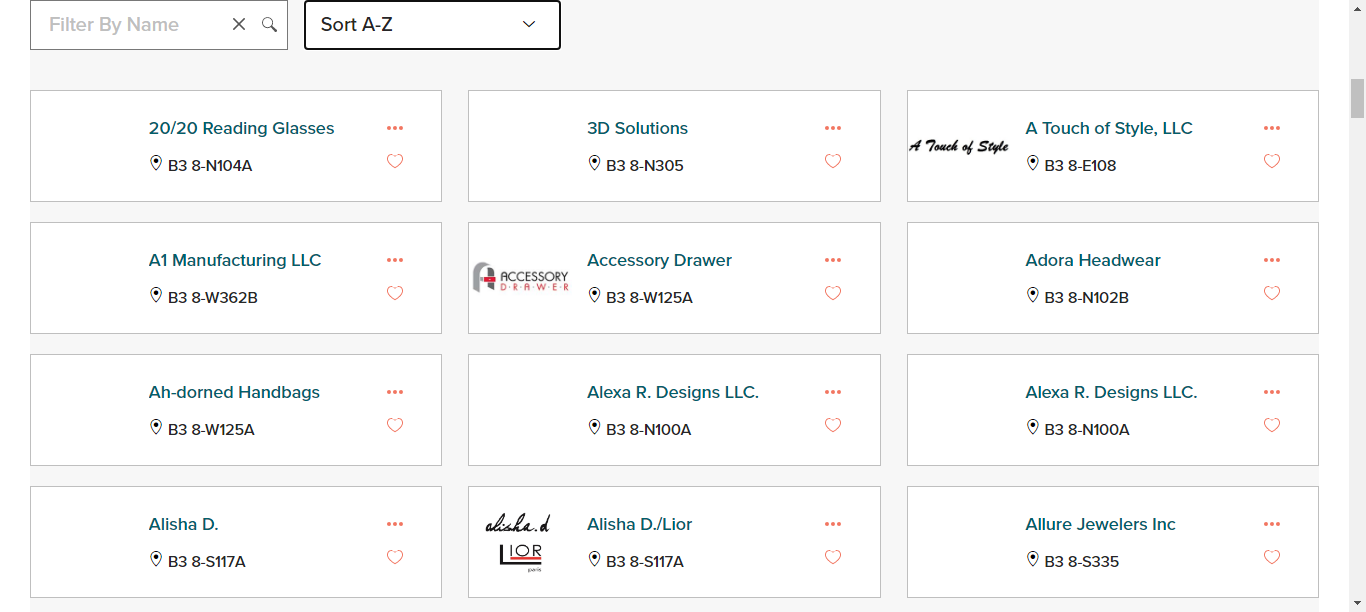 Filter By Name
Sort A-Z
20/20 Reading Glasses
B3 8-N104A
3D Solutions
B3 8-N305
A Touch of Style
A Touch of Style, LLC
B3 8-E108
A1 Manufacturing LLC
B3 8-W362B
ACCESSORY
D·R·A·W·E·R
Accessory Drawer
B3 8-W125A
Adora Headwear
B3 8-N102B
Ah-dorned Handbags
B3 8-W125A
Alexa R. Designs LLC.
B3 8-N100A
Alexa R. Designs LLC.
B3 8-N100A
Alisha D.
B3 8-S117A
alisha.d
LIOR
paris
Alisha D./Lior
B3 8-S117A
Allure Jewelers Inc
B3 8-S335